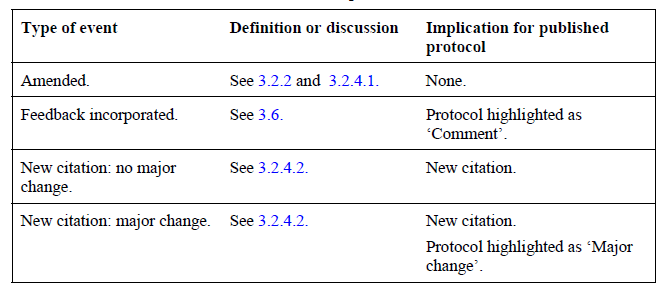 Type of event Definition or discussion Implication for published
protocol
Amended. See 3.2.2 and 3.2.4.1. None.
Feedback incorporated. See 3.6. Protocol highlighted as
‘Comment’.
New citation: no major See 3.2.4.2. New citation.
change.
New citation: major change. See 3.2.4.2. New citation.
Protocol highlighted as ‘Major
change’.